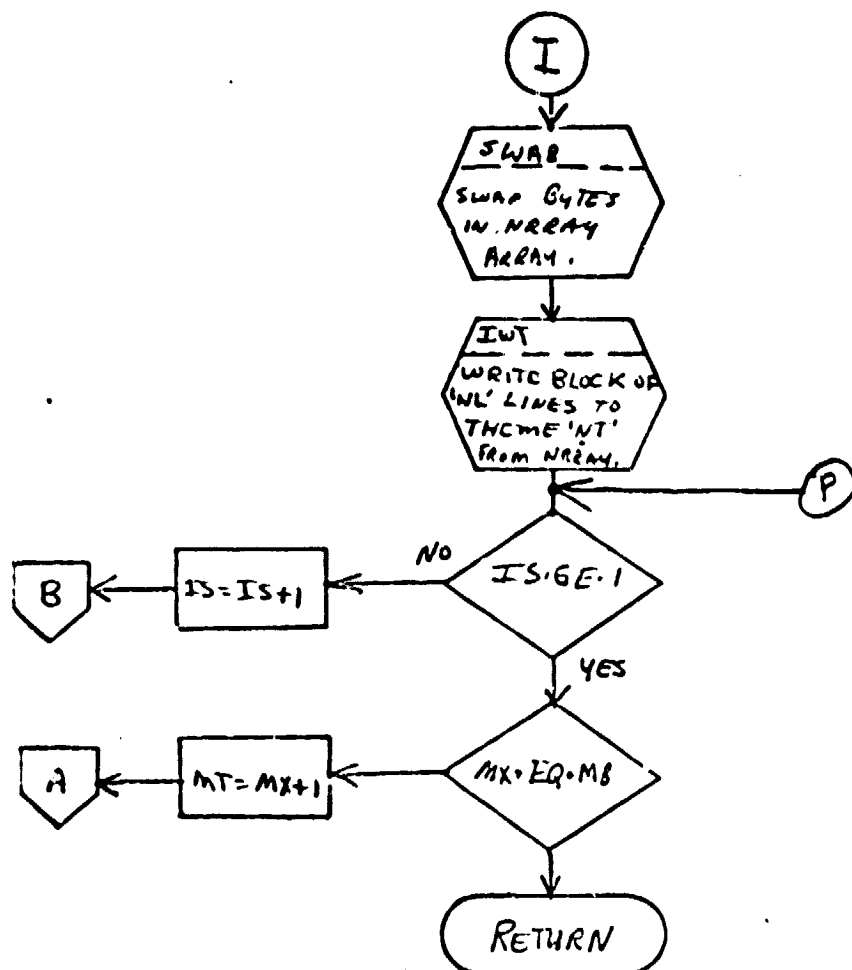 I
SWAB
SWAP BYTES
IN NRRAY
ARRAY.
IWT
WRITE BLOCK OF
'NL' LINES TO
THEME 'NT'
FROM NRRAY.
P
NO
IS.GE.1
IS=IS+1
B
YES
MX.EQ.MB
MT=MX+1
A
RETURN